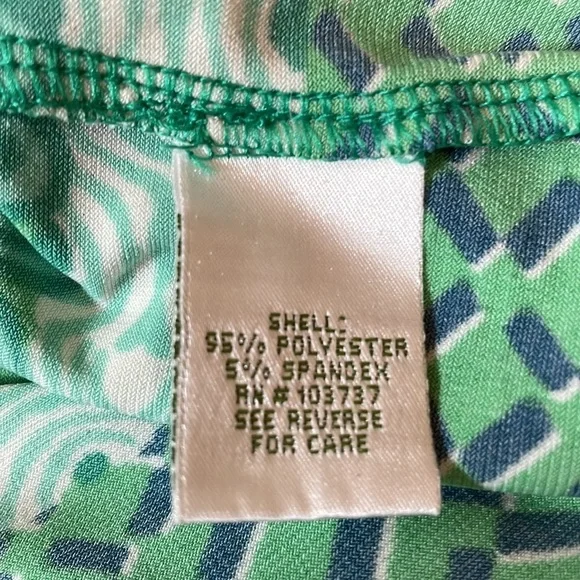 SHELL:
95% POLYESTER
5% SPANDEX
RN # 103737
SEE REVERSE
FOR CARE